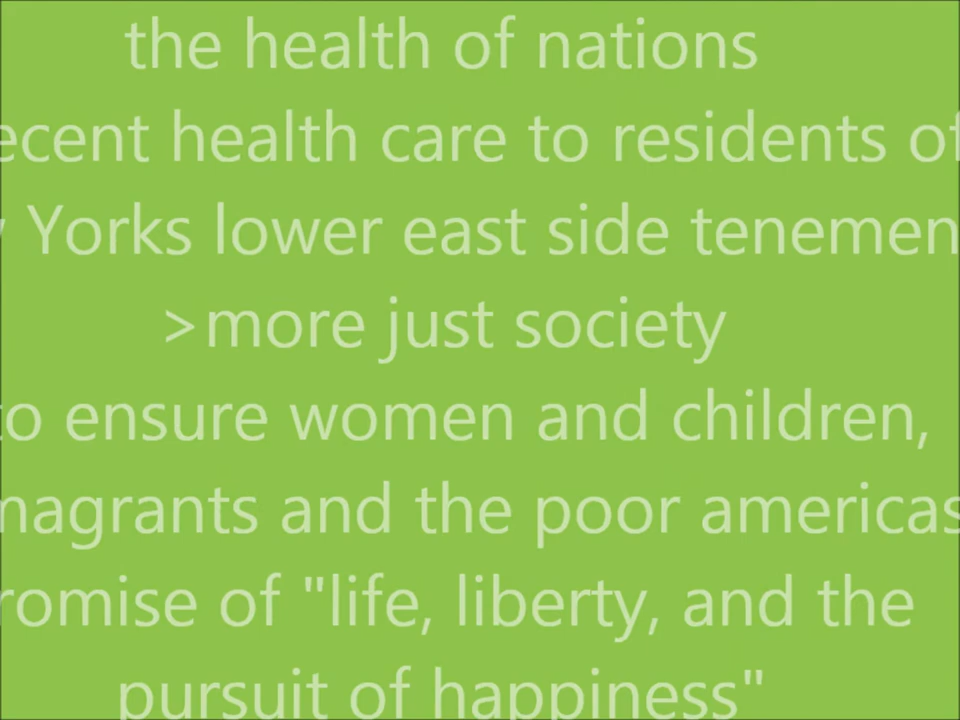 the health of nations
ecent health care to residents of
Yorks lower east side tenemen
>more just society
to ensure women and children,
magrants and the poor americas
romise of "life, liberty, and the
pursuit of happiness"